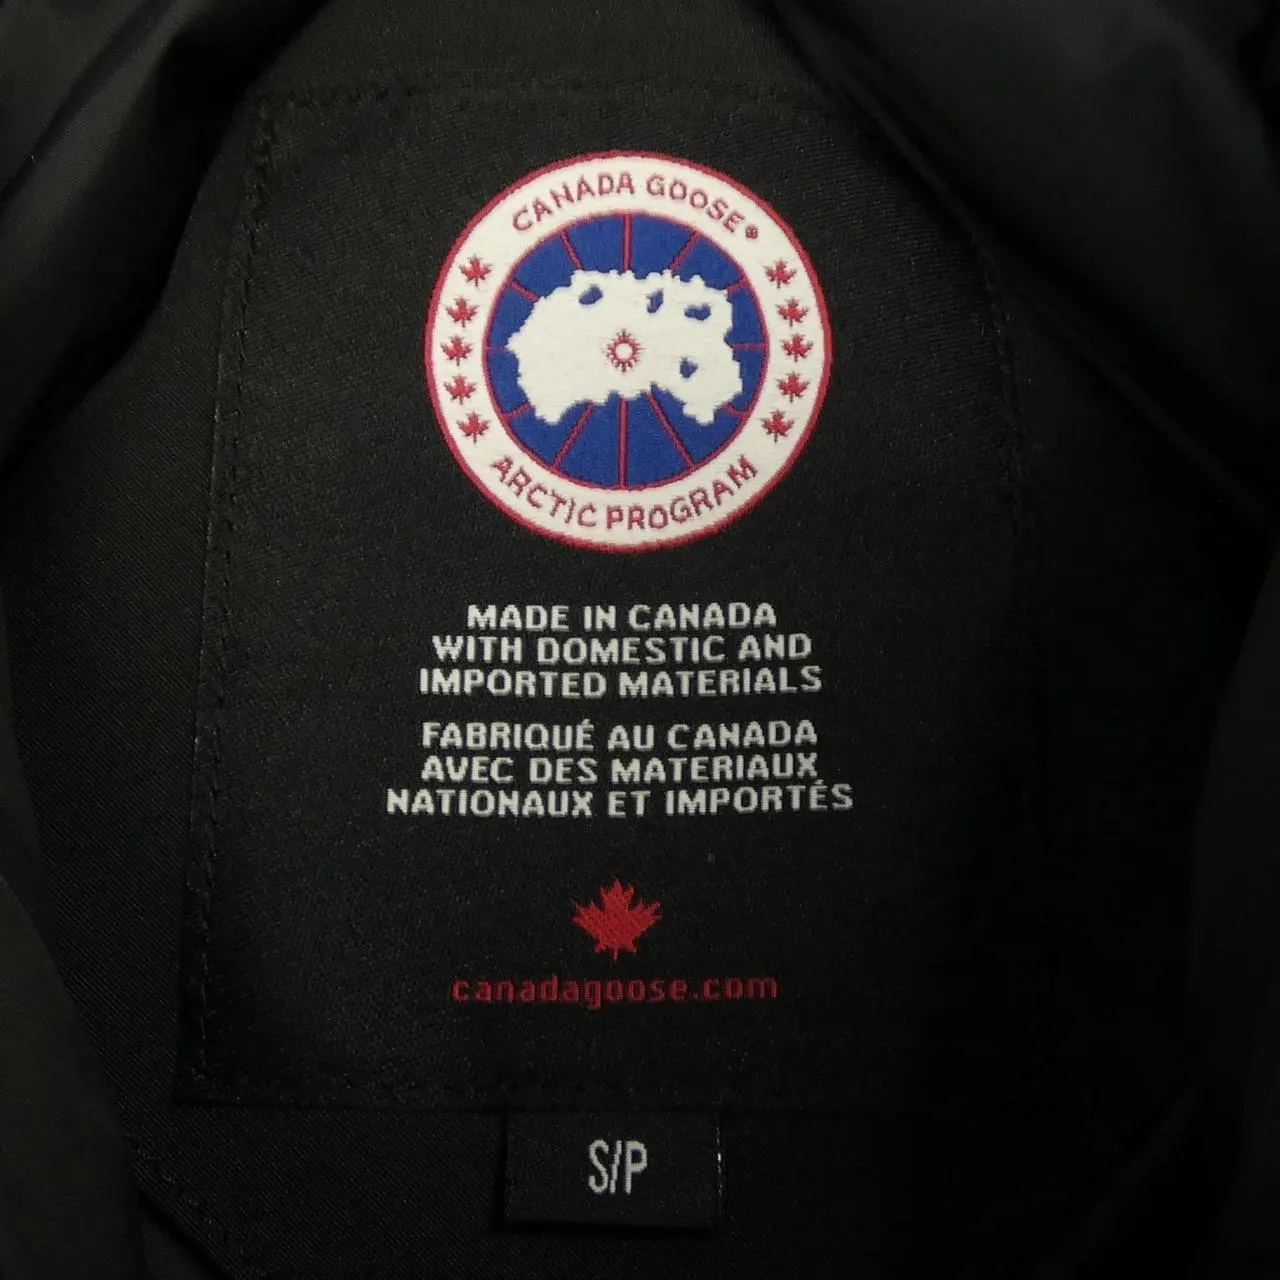 CANADA GOOSE®
ARCTIC PROGRAM
MADE IN CANADA
WITH DOMESTIC AND
IMPORTED MATERIALS
FABRIQUÉ AU CANADA
AVEC DES MATERIAUX
NATIONAUX ET IMPORTÉS
canadagoose.com
S/P